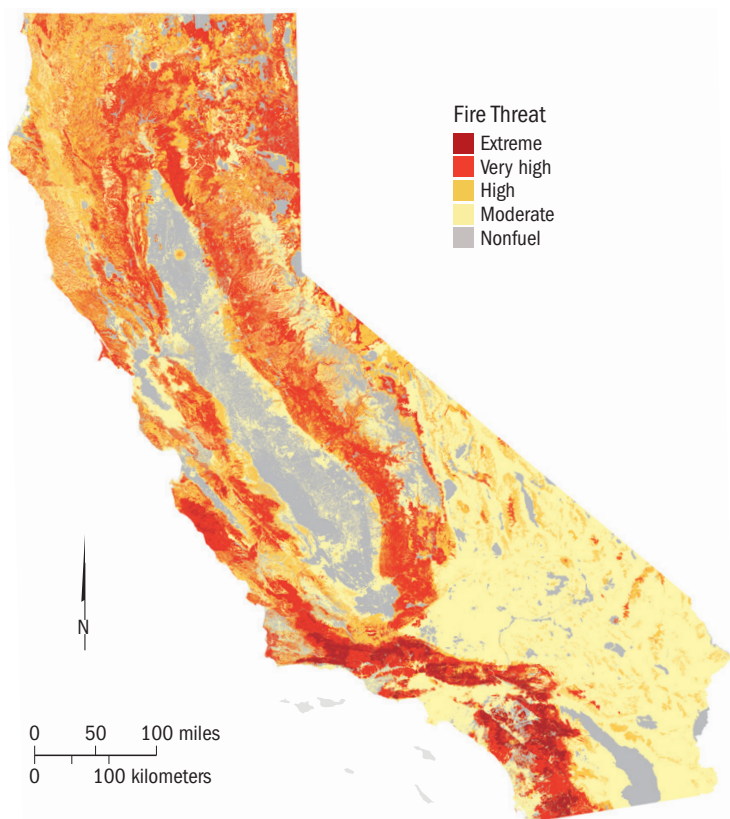 Fire Threat
Extreme
Very high
High
Moderate
Nonfuel
N
0 50 100 miles
0 100 kilometers